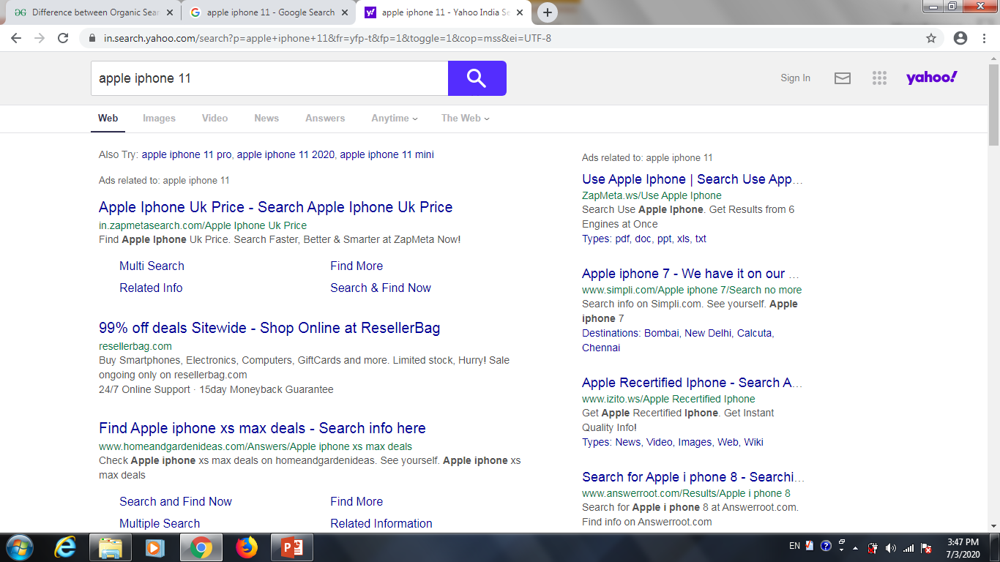 Difference between Organic Sear
apple iphone 11 - Google Search
apple iphone 11 - Yahoo India Se
in.search.yahoo.com/search?p=apple+iphone+11&fr=yfp-t&fp=1&toggle=1&cop=mss&ei=UTF-8
apple iphone 11
Sign In
yahoo!
Web Images Video News Answers Anytime The Web
Also Try: apple iphone 11 pro, apple iphone 11 2020, apple iphone 11 mini
Ads related to: apple iphone 11
Apple Iphone Uk Price - Search Apple Iphone Uk Price
in.zapmetasearch.com/Apple Iphone Uk Price
Find Apple Iphone Uk Price. Search Faster, Better & Smarter at ZapMeta Now!
Multi Search Find More
Related Info Search & Find Now
99% off deals Sitewide - Shop Online at ResellerBag
resellerbag.com
Buy Smartphones, Electronics, Computers, GiftCards and more. Limited stock, Hurry! Sale
ongoing only on resellerbag.com
24/7 Online Support · 15day Moneyback Guarantee
Find Apple iphone xs max deals - Search info here
www.homeandgardenideas.com/Answers/Apple iphone xs max deals
Check Apple iphone xs max deals on homeandgardenideas. See yourself. Apple iphone xs
max deals
Search and Find Now Find More
Multiple Search Related Information
Ads related to: apple iphone 11
Use Apple Iphone | Search Use App...
ZapMeta.ws/Use Apple Iphone
Search Use Apple Iphone. Get Results from 6
Engines at Once
Types: pdf, doc, ppt, xls, txt
Apple iphone 7 - We have it on our ...
www.simpli.com/Apple iphone 7/Search no more
Search info on Simpli.com. See yourself. Apple
iphone 7
Destinations: Bombai, New Delhi, Calcuta,
Chennai
Apple Recertified Iphone - Search A...
www.izito.ws/Apple Recertified Iphone
Get Apple Recertified Iphone. Get Instant
Quality Info!
Types: News, Video, Images, Web, Wiki
Search for Apple i phone 8 - Searchi...
www.answerroot.com/Results/Apple i phone 8
Search for Apple i phone 8 at Answerroot.com.
Find info on Answerroot.com
EN
3:47 PM
7/3/2020